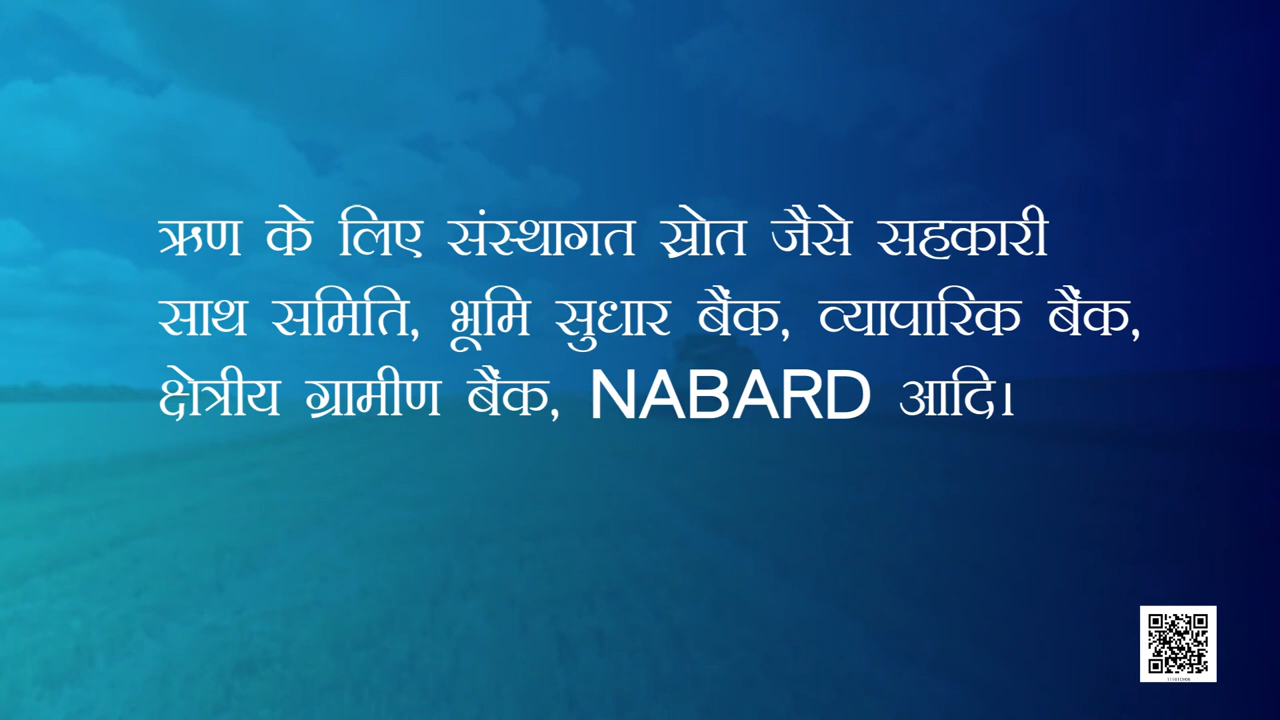 ऋण के लिए संस्थागत स्रोत जैसे सहकारी
साथ समिति, भूमि सुधार बैंक, व्यापारिक बैंक,
क्षेत्रीय ग्रामीण बैंक, NABARD आदि।